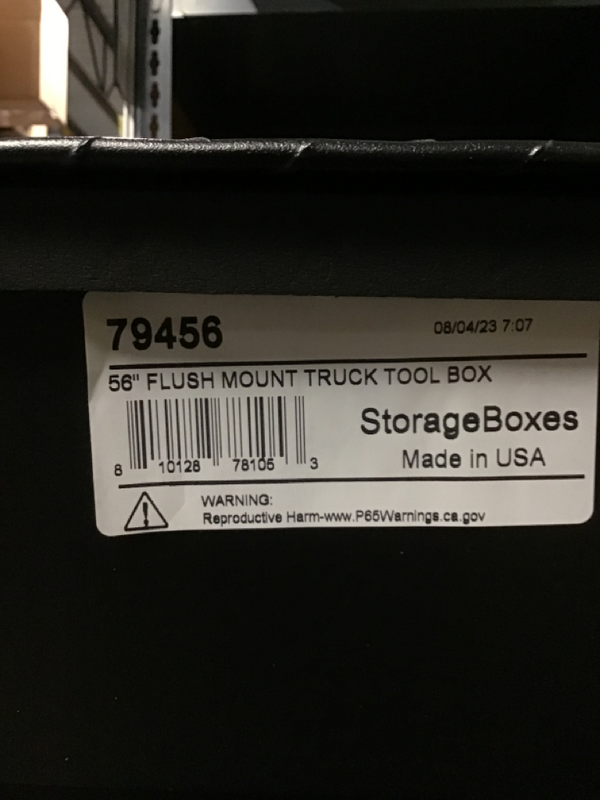 79456
08/04/23 7:07
56" FLUSH MOUNT TRUCK TOOL BOX
StorageBoxes
Made in USA
8 10128 78105 3
WARNING:
Reproductive Harm-www.P65Warnings.ca.gov